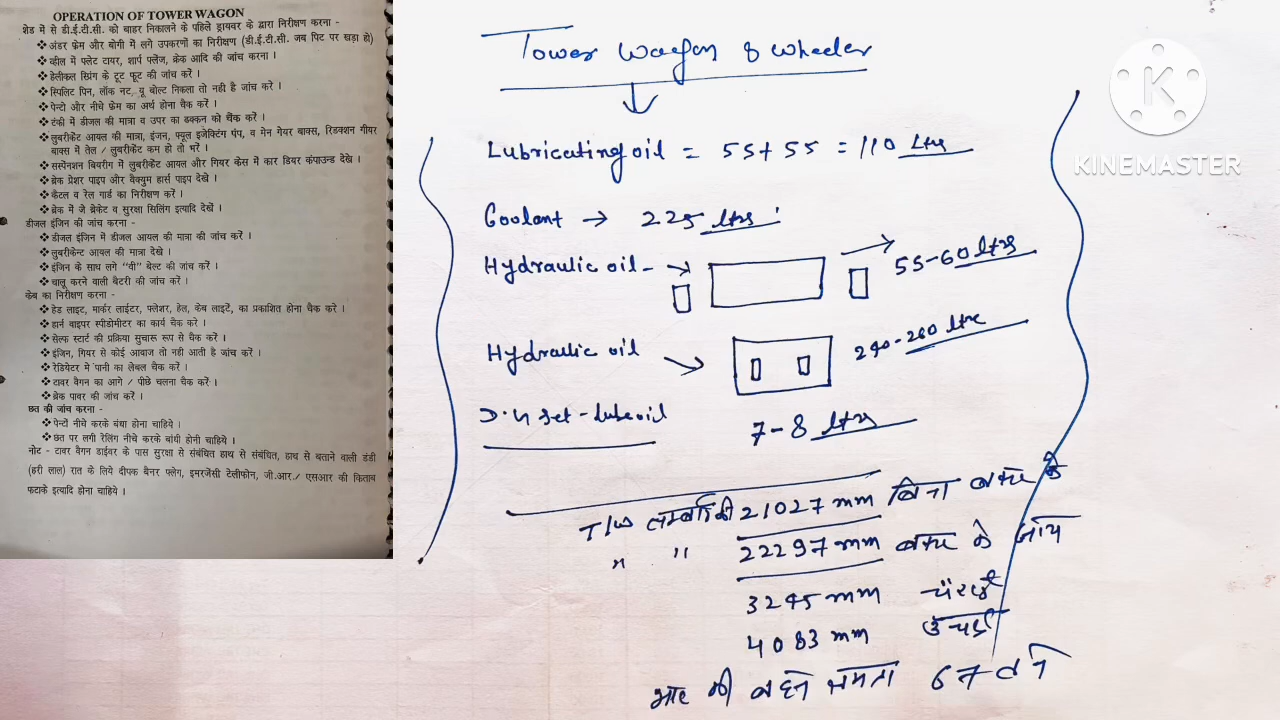 OPERATION OF TOWER WAGON
शेड में से डी.ई.टी.सी. को बाहर निकालने के पहिले ड्रायवर के द्वारा निरीक्षण करना -
❖ अंडर फ्रेम और बोगी में लगे उपकरणों का निरीक्षण (डी.ई.टी.सी. जब पिट पर खड़ा हो)
❖ व्हील में फ्लेट टायर, शार्प फ्लेंज, क्रेक आदि की जांच करना ।
❖ हेलीकल स्प्रिंग के टूट फूट की जांच करें ।
❖ स्पिलिट पिन, लॉक नट, यू बोल्ट निकला तो नही है जांच करे ।
❖ पेन्टो और नीचे फ्रेम का अर्थ होना चैक करें ।
❖ टंकी में डीजल की मात्रा व उपर का ढक्कन को चैक करें ।
❖ लुबरीकेंट आयल की मात्रा, इंजन, फ्यूल इजेक्टिंग पंप, व मेन गेयर बाक्स, रिडक्शन गीयर
बाक्स में तेल / लुबरीकेंट कम हो तो भरें ।
❖ सस्पेनशन बियरींग में लुबरीकेट आयल और गियर केस में कार डियर कंपाउन्ड देखे ।
❖ ब्रेक प्रेशर पाइप और वैक्युम हार्स पाइप देखे ।
❖ कैटल व रेल गार्ड का निरीक्षण करें ।
❖ ब्रेक में जे ब्रेकेट व सुरक्षा सिलिंग इत्यादि देखें ।
डीजल इंजिन की जांच करना -
❖ डीजल इंजिन में डीजल आयल की मात्रा की जांच करें ।
❖ लुबरीकेन्ट आयल की मात्रा देखे ।
❖ इंजिन के साथ लगे "वी" बेल्ट की जांच करें ।
❖ चालू करने वाली बैटरी की जांच करें ।
केब का निरीक्षण करना -
❖ हेड लाइट, मार्कर लाईटर, फ्लेशर, हेल, केब लाइटें, का प्रकाशित होना चैक करे ।
❖ हार्न वाइपर स्पीडोमीटर का कार्य चैक करे ।
❖ सेल्फ स्टार्ट की प्रक्रिया सुचारू रूप से चैक करें ।
❖ इंजिन, गियर से कोई आवाज तो नही आती है जांच करें ।
❖ रेडियेटर में पानी का लेबल चैक करें ।
❖ टावर वैगन का आगे / पीछे चलना चैक करें ।
❖ ब्रेक पावर की जांच करें ।
छत की जांच करना -
❖ पेन्टों नीचे करके बंधा होना चाहिये ।
❖ छत पर लगी रेलिंग नीचे करके बांधी होनी चाहिये ।
नोट - टावर वैगन डाईवर के पास सुरक्षा से संबंधित हाथ से संबंधित, हाथ से बताने वाली डंडी
(हरी लाल) रात के लिये दीपक बैनर फ्लेग, इमरजेंसी टेलीफोन, जी.आर./ एसआर की किताब
फटाके इत्यादि होना चाहिये ।
Tower Wagon 8 wheeler
Lubricating oil = 55+55 = 110 Ltrs
Coolant → 225 ltrs
Hydraulic oil - → 55-60 ltrs
Hydraulic oil → 240-260 ltrs
D.G set - lube oil 7-8 ltrs
T/W लम्बाई की 21027 mm बिना बफर के
" " 22297 mm बफर के
3245 mm
4083 mm उंचाई
भार की क्षमता 67 टन
K
KINEMASTER